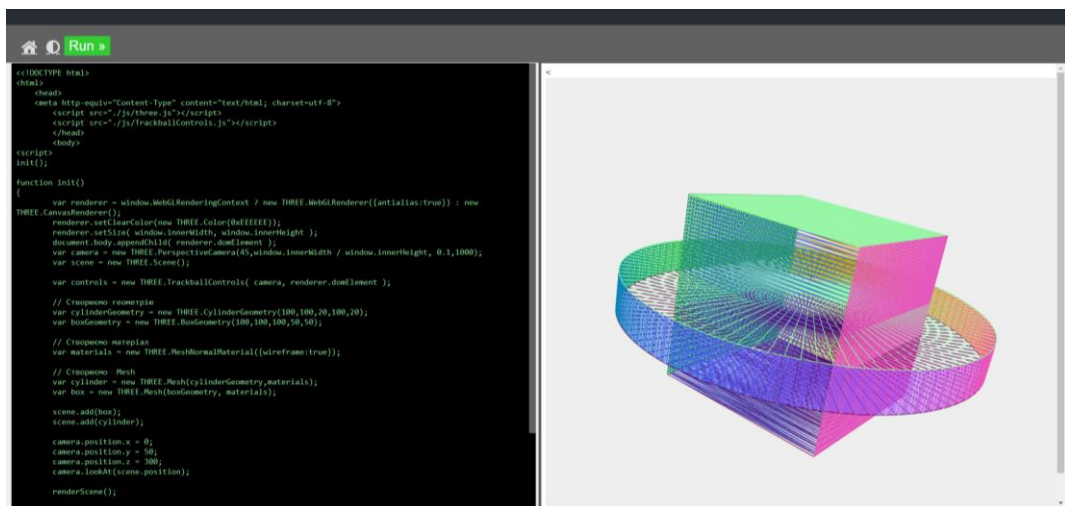 Run »
<<!DOCTYPE html>
<html>
<head>
<meta http-equiv="Content-Type" content="text/html; charset=utf-8">
<script src="./js/three.js"></script>
<script src="./js/TrackballControls.js"></script>
</head>
<body>
<script>
init();
function init()
{
var renderer = window.WebGLRenderingContext ? new THREE.WebGLRenderer({antialias:true}) : new
THREE.CanvasRenderer();
renderer.setClearColor(new THREE.Color(0xEEEEEE));
renderer.setSize( window.innerWidth, window.innerHeight );
document.body.appendChild( renderer.domElement );
var camera = new THREE.PerspectiveCamera(45,window.innerWidth / window.innerHeight, 0.1,1000);
var scene = new THREE.Scene();
var controls = new THREE.TrackballControls( camera, renderer.domElement );
// Створюємо геометрію
var cylinderGeometry = new THREE.CylinderGeometry(100,100,20,100,20);
var boxGeometry = new THREE.BoxGeometry(100,100,100,50,50);
// Створюємо матеріал
var materials = new THREE.MeshNormalMaterial({wireframe:true});
// Створюємо Mesh
var cylinder = new THREE.Mesh(cylinderGeometry,materials);
var box = new THREE.Mesh(boxGeometry, materials);
scene.add(box);
scene.add(cylinder);
camera.position.x = 0;
camera.position.y = 50;
camera.position.z = 300;
camera.lookAt(scene.position);
renderScene();
<